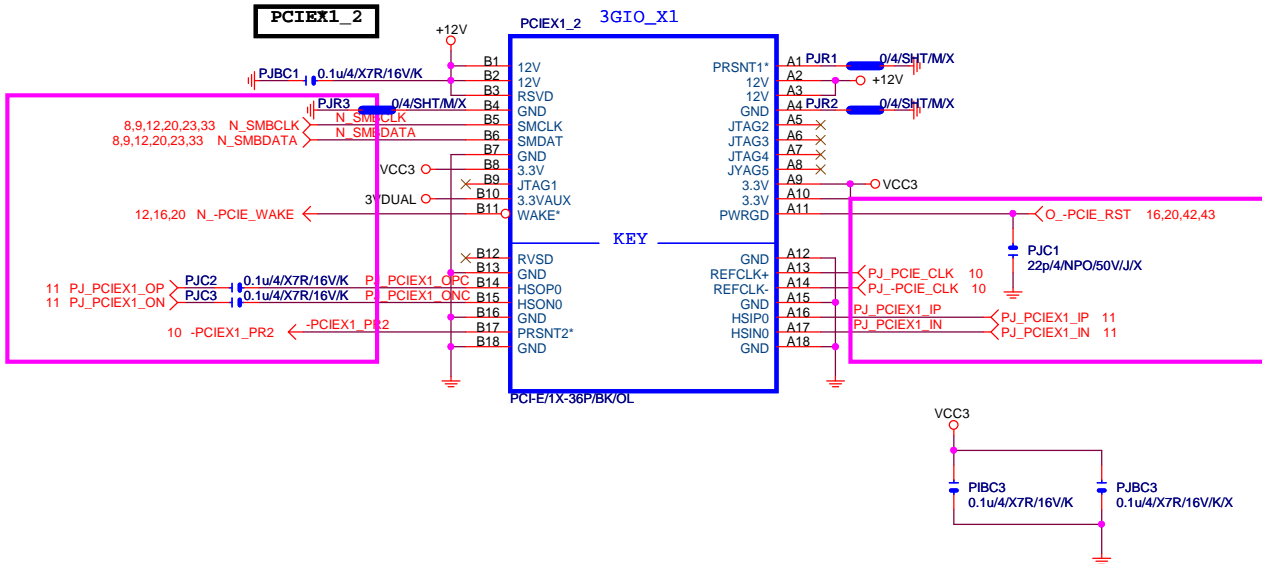 PCIEX1_2
PCIEX1_2 3GIO_X1
+12V
PJBC1 0.1u/4/X7R/16V/K
B1 12V
B2 12V
B3 RSVD
PJR3 0/4/SHT/M/X B4 GND
8,9,12,20,23,33 N_SMBCLK N_SMBCLK B5 SMCLK
8,9,12,20,23,33 N_SMBDATA N_SMBDATA B6 SMDAT
B7 GND
VCC3 B8 3.3V
B9 JTAG1
3VDUAL B10 3.3VAUX
12,16,20 N_-PCIE_WAKE B11 WAKE*
KEY
B12 RVSD
B13 GND
11 PJ_PCIEX1_OP PJC2 0.1u/4/X7R/16V/K PJ_PCIEX1_OPC B14 HSOP0
11 PJ_PCIEX1_ON PJC3 0.1u/4/X7R/16V/K PJ_PCIEX1_ONC B15 HSON0
B16 GND
10 -PCIEX1_PR2 -PCIEX1_PR2 B17 PRSNT2*
B18 GND
PRSNT1* A1 PJR1 0/4/SHT/M/X
12V A2 +12V
12V A3
GND A4 PJR2 0/4/SHT/M/X
JTAG2 A5
JTAG3 A6
JTAG4 A7
JYAG5 A8
3.3V A9 VCC3
3.3V A10
PWRGD A11 O_-PCIE_RST 16,20,42,43
PJC1
22p/4/NPO/50V/J/X
GND A12
REFCLK+ A13 PJ_PCIE_CLK 10
REFCLK- A14 PJ_-PCIE_CLK 10
GND A15
HSIP0 A16 PJ_PCIEX1_IP PJ_PCIEX1_IP 11
HSIN0 A17 PJ_PCIEX1_IN PJ_PCIEX1_IN 11
GND A18
PCI-E/1X-36P/BK/OL
VCC3
PIBC3
0.1u/4/X7R/16V/K
PJBC3
0.1u/4/X7R/16V/K/X